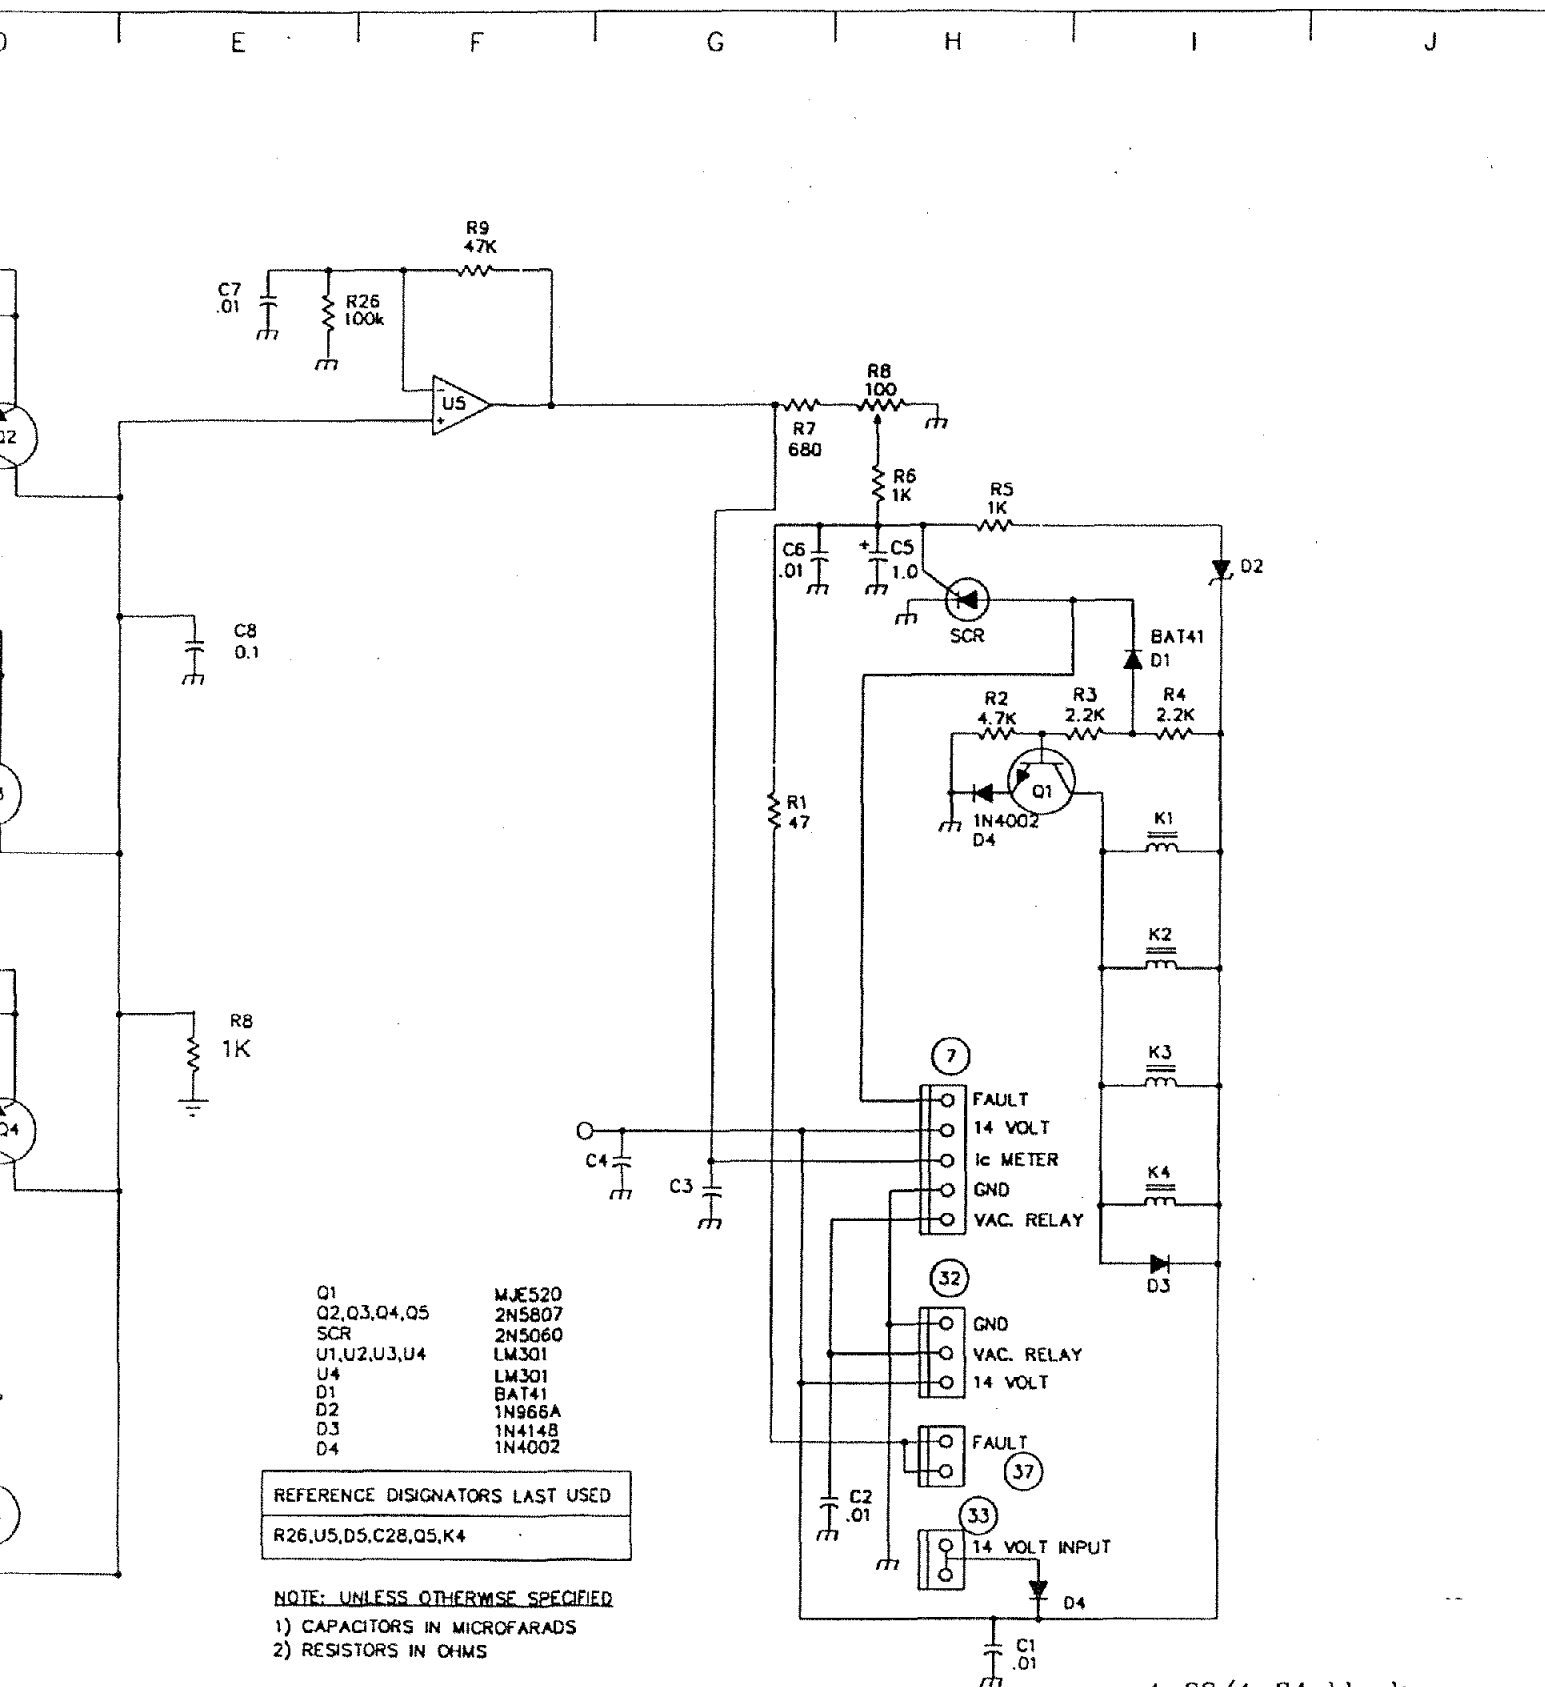 E F G H I J
R9
47K
C7
.01
R26
100k
U5
R8
100
R7
680
R6
1K
R5
1K
C6
.01
+ C5
1.0
D2
SCR
C8
0.1
BAT41
D1
R2
4.7K
R3
2.2K
R4
2.2K
Q1
1N4002
D4
R1
47
K1
K2
K3
K4
D3
R8
1K
Q4
C4
C3
7
FAULT
14 VOLT
Ic METER
GND
VAC. RELAY
32
GND
VAC. RELAY
14 VOLT
FAULT
37
33
14 VOLT INPUT
D4
C2
.01
C1
.01
Q1 MJE520
Q2,Q3,Q4,Q5 2N5807
SCR 2N5060
U1,U2,U3,U4 LM301
U4 LM301
D1 BAT41
D2 1N966A
D3 1N4148
D4 1N4002
REFERENCE DISIGNATORS LAST USED
R26,U5,D5,C28,Q5,K4
NOTE: UNLESS OTHERWISE SPECIFIED
1) CAPACITORS IN MICROFARADS
2) RESISTORS IN OHMS